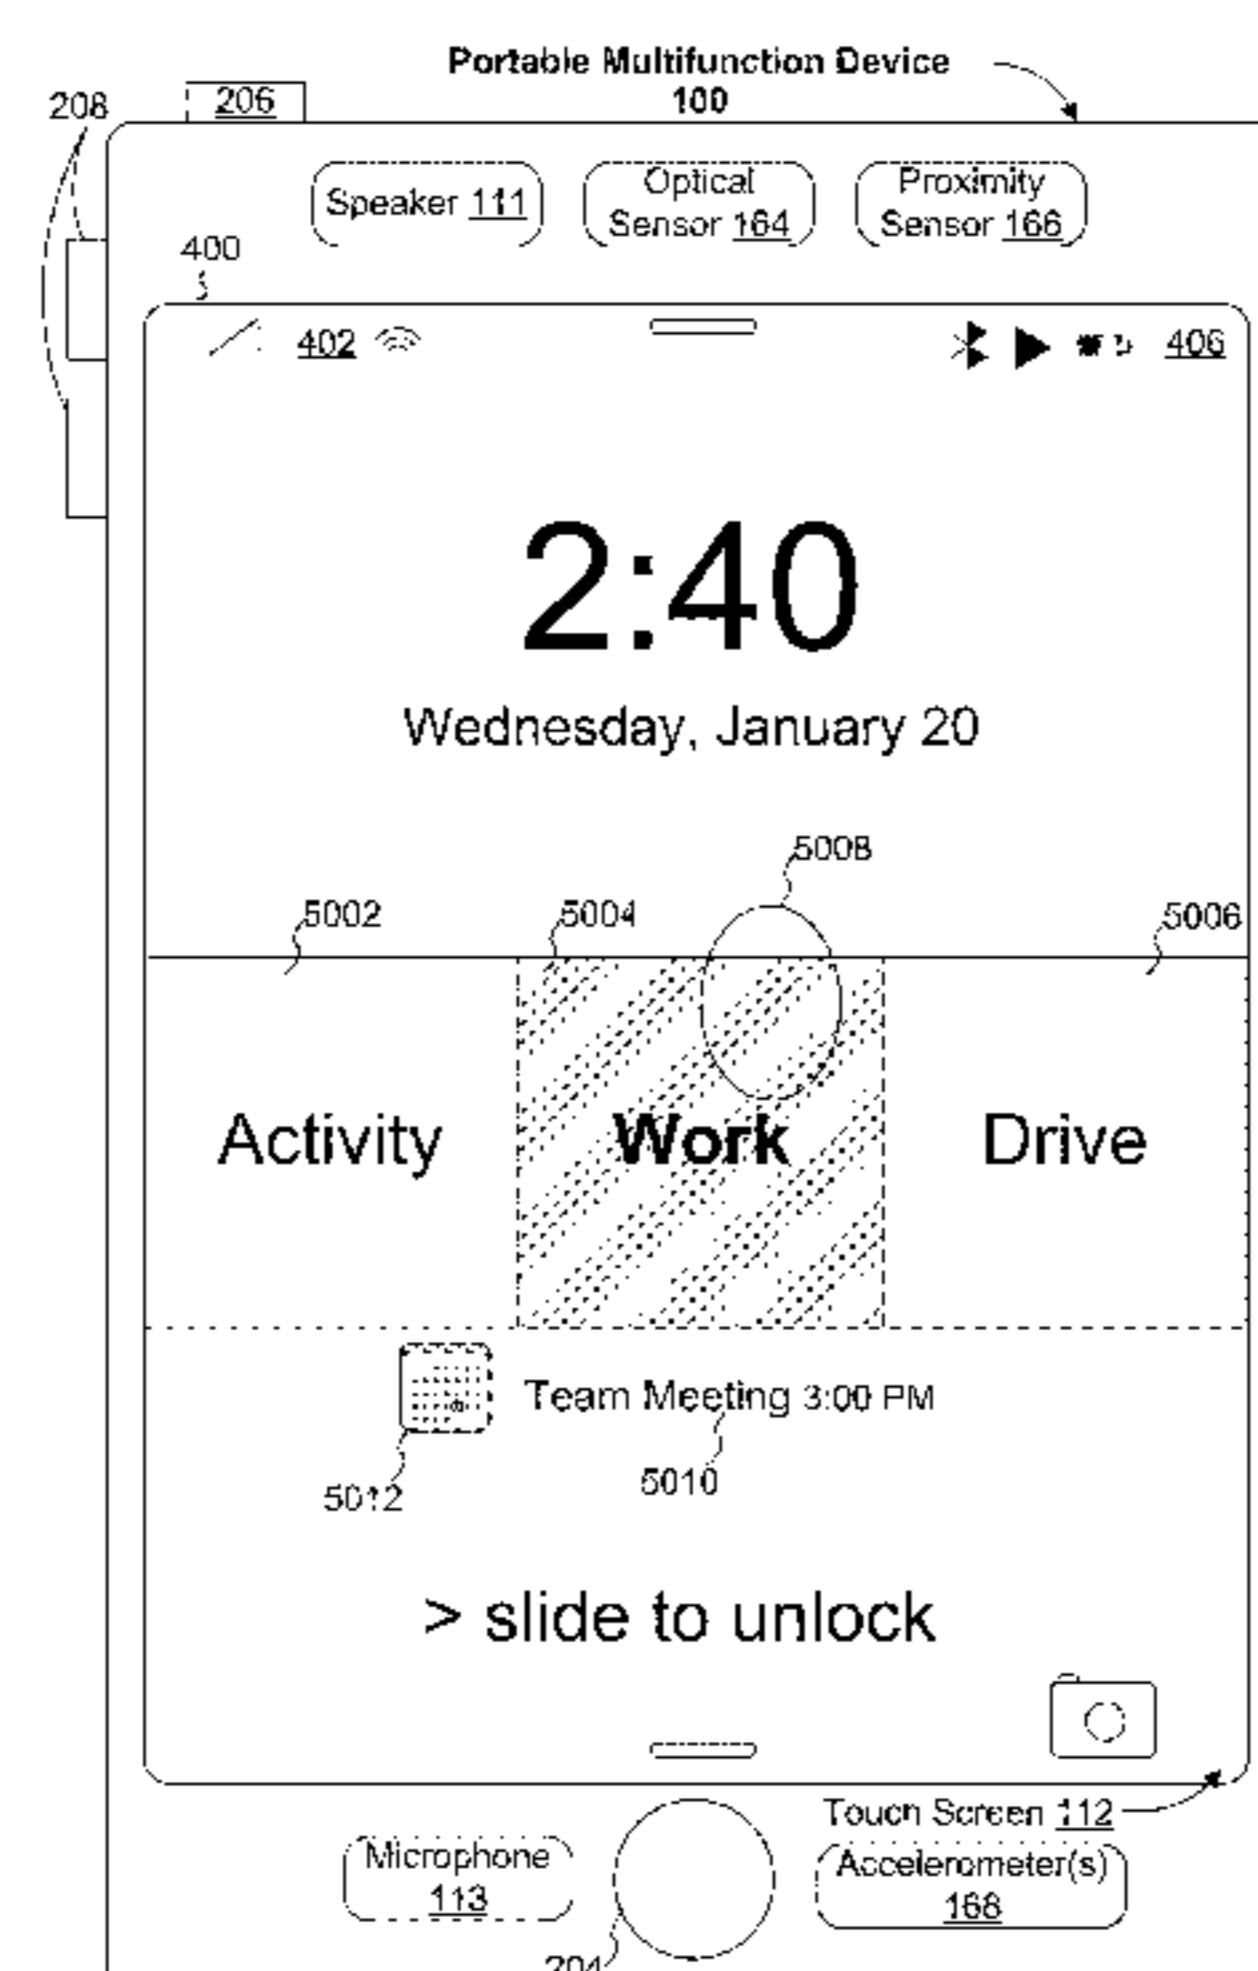 Portable Multifunction Device
100
208
206
Speaker 111
Optical
Sensor 164
Proximity
Sensor 166
400
402
406
2:40
Wednesday, January 20
5008
5002
5004
5006
Activity
Work
Drive
Team Meeting 3:00 PM
5012
5010
> slide to unlock
Touch Screen 112
Microphone
113
Accelerometer(s)
168
204